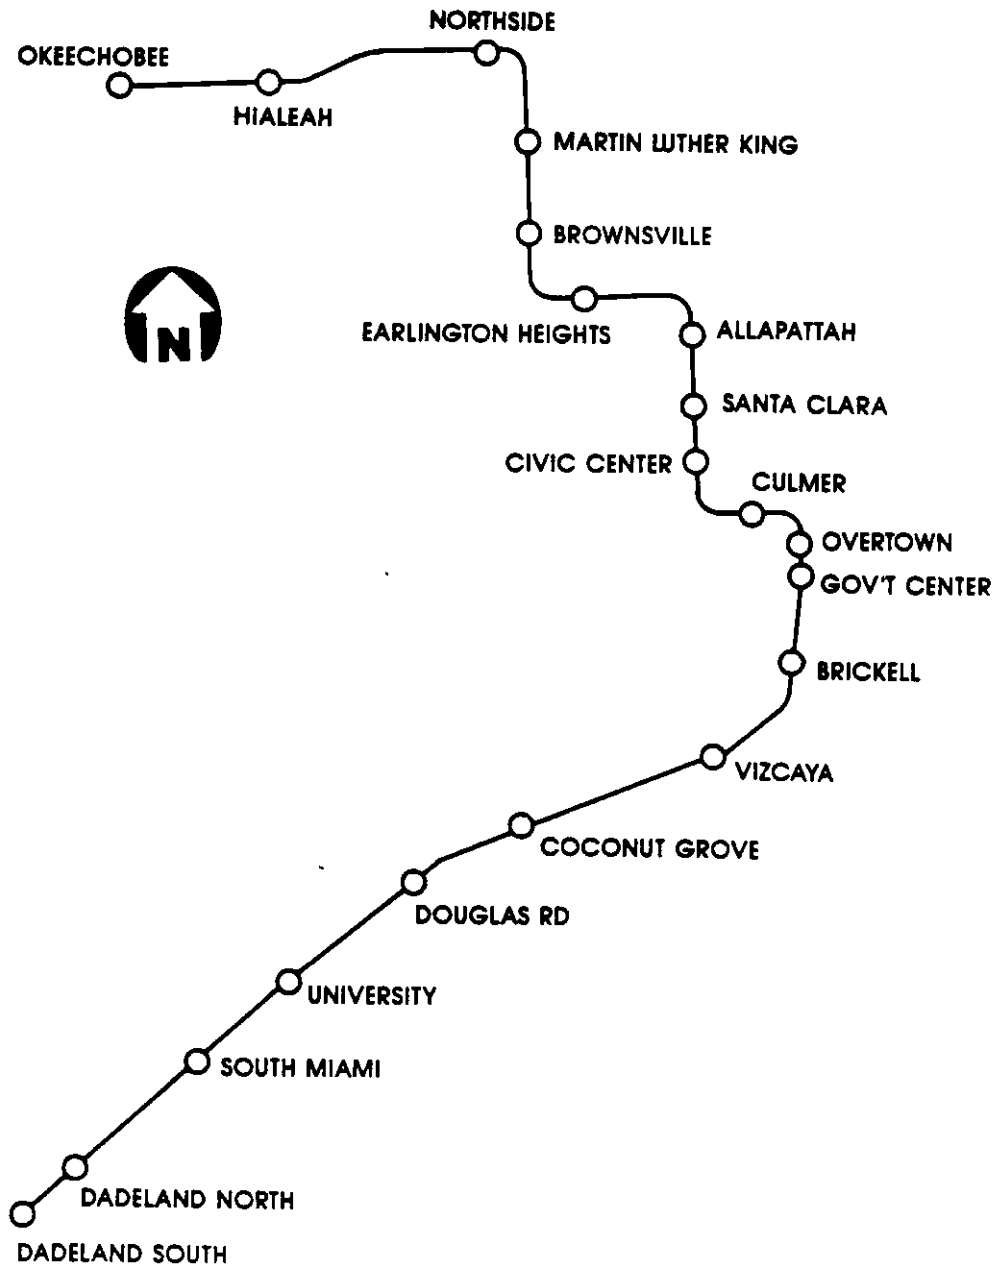 NORTHSIDE
OKEECHOBEE
HIALEAH
MARTIN LUTHER KING
BROWNSVILLE
EARLINGTON HEIGHTS
ALLAPATTAH
N
SANTA CLARA
CIVIC CENTER
CULMER
OVERTOWN
GOV'T CENTER
BRICKELL
VIZCAYA
COCONUT GROVE
DOUGLAS RD
UNIVERSITY
SOUTH MIAMI
DADELAND NORTH
DADELAND SOUTH